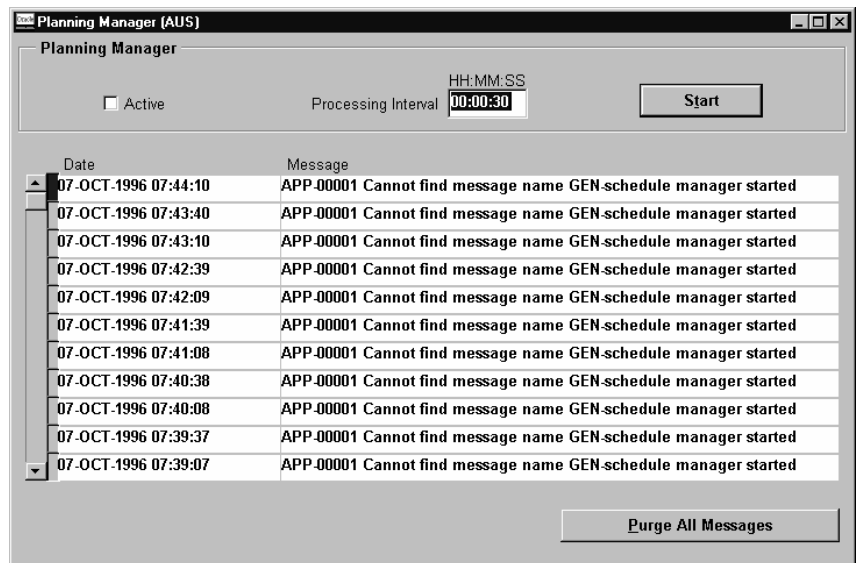 Oracle Planning Manager (AUS)
Planning Manager
HH:MM:SS
Active Processing Interval 00:00:30 Start
Date Message
07-OCT-1996 07:44:10 APP-00001 Cannot find message name GEN-schedule manager started
07-OCT-1996 07:43:40 APP-00001 Cannot find message name GEN-schedule manager started
07-OCT-1996 07:43:10 APP-00001 Cannot find message name GEN-schedule manager started
07-OCT-1996 07:42:39 APP-00001 Cannot find message name GEN-schedule manager started
07-OCT-1996 07:42:09 APP-00001 Cannot find message name GEN-schedule manager started
07-OCT-1996 07:41:39 APP-00001 Cannot find message name GEN-schedule manager started
07-OCT-1996 07:41:08 APP-00001 Cannot find message name GEN-schedule manager started
07-OCT-1996 07:40:38 APP-00001 Cannot find message name GEN-schedule manager started
07-OCT-1996 07:40:08 APP-00001 Cannot find message name GEN-schedule manager started
07-OCT-1996 07:39:37 APP-00001 Cannot find message name GEN-schedule manager started
07-OCT-1996 07:39:07 APP-00001 Cannot find message name GEN-schedule manager started
Purge All Messages